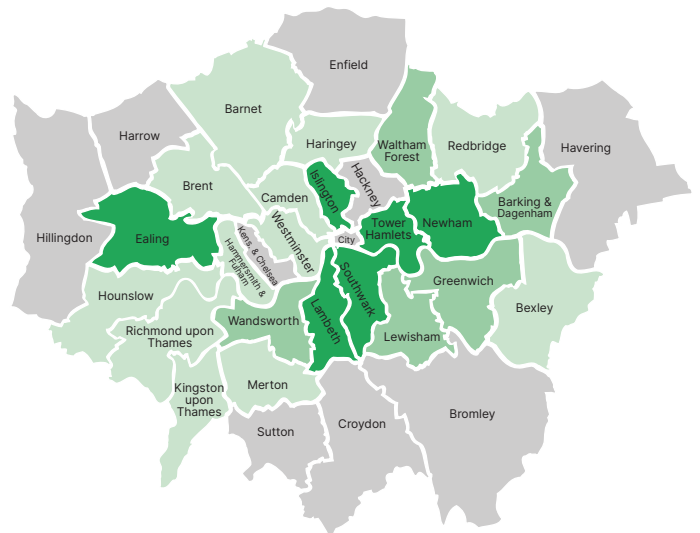 Enfield
Barnet
Harrow
Haringey
Waltham
Forest
Redbridge
Havering
Brent
Camden
Islington
Hackney
Barking &
Dagenham
Hillingdon
Ealing
Hammersmith &
Fulham
Kens. & Chelsea
Westminster
City
Tower
Hamlets
Newham
Hounslow
Richmond upon
Thames
Wandsworth
Lambeth
Southwark
Lewisham
Greenwich
Bexley
Kingston
upon
Thames
Merton
Sutton
Croydon
Bromley